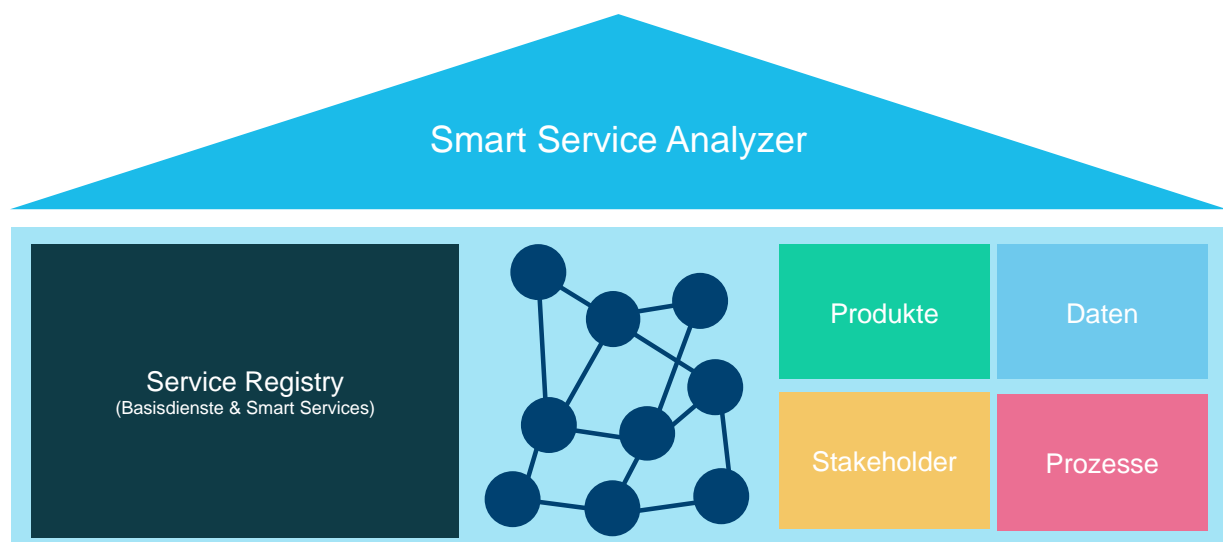 Smart Service Analyzer
Service Registry
(Basisdienste & Smart Services)
Produkte
Daten
Stakeholder
Prozesse